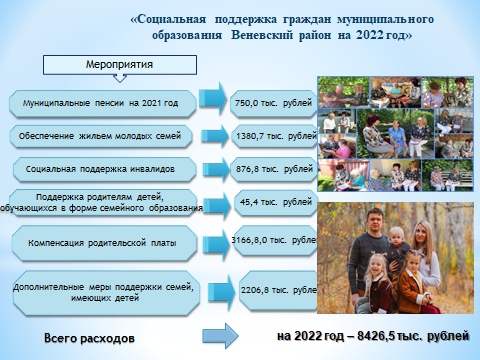 «Социальная поддержка граждан муниципального
образования Веневский район на 2022 год»
Мероприятия
Муниципальные пенсии на 2021 год
750,0 тыс. рублей
Обеспечение жильем молодых семей
1380,7 тыс. рублей
Социальная поддержка инвалидов
876,8 тыс. рублей
Поддержка родителям детей,
обучающихся в форме семейного образования
45,4 тыс. рублей
Компенсация родительской платы
3166,8,0 тыс. рубле
Дополнительные меры поддержки семей,
имеющих детей
2206,8 тыс. рублей
Всего расходов
на 2022 год – 8426,5 тыс. рублей